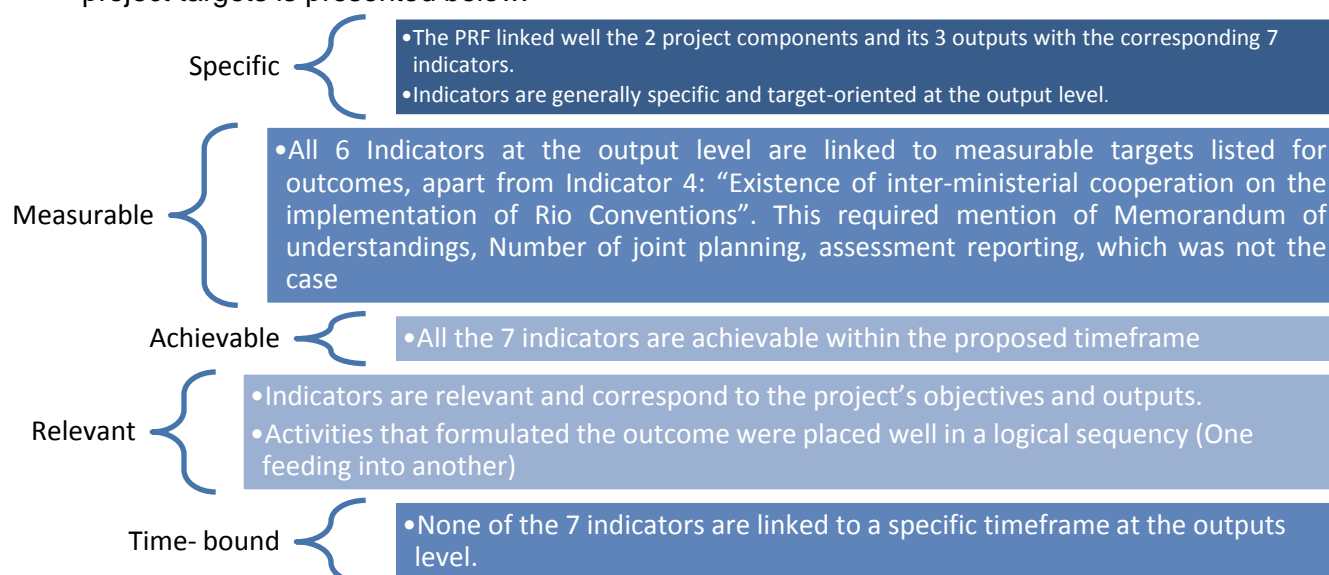 project targets is presented below:
Specific
•The PRF linked well the 2 project components and its 3 outputs with the corresponding 7
indicators.
•Indicators are generally specific and target-oriented at the output level.
Measurable
•All 6 Indicators at the output level are linked to measurable targets listed for
outcomes, apart from Indicator 4: “Existence of inter-ministerial cooperation on the
implementation of Rio Conventions”. This required mention of Memorandum of
understandings, Number of joint planning, assessment reporting, which was not the
case
Achievable
•All the 7 indicators are achievable within the proposed timeframe
Relevant
•Indicators are relevant and correspond to the project’s objectives and outputs.
•Activities that formulated the outcome were placed well in a logical sequency (One
feeding into another)
Time- bound
•None of the 7 indicators are linked to a specific timeframe at the outputs
level.